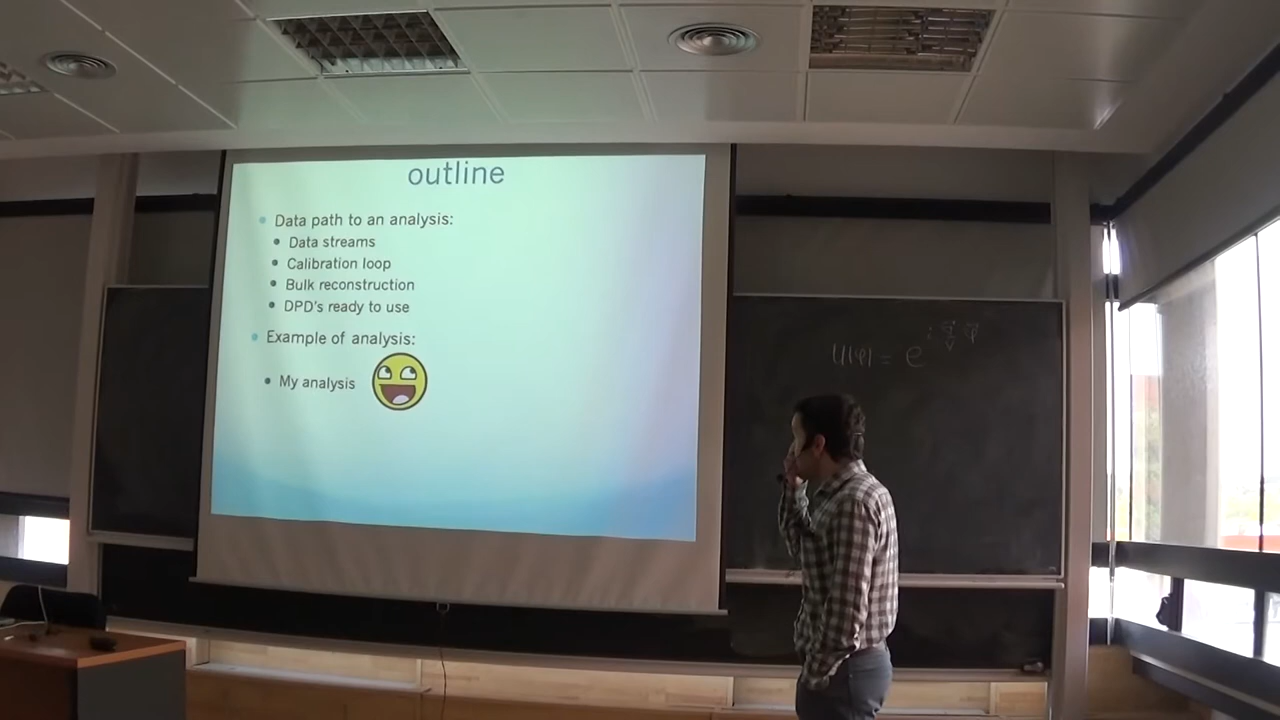 outline
Data path to an analysis:
Data streams
Calibration loop
Bulk reconstruction
DPD's ready to use
Example of analysis:
My analysis
U(φ) = e